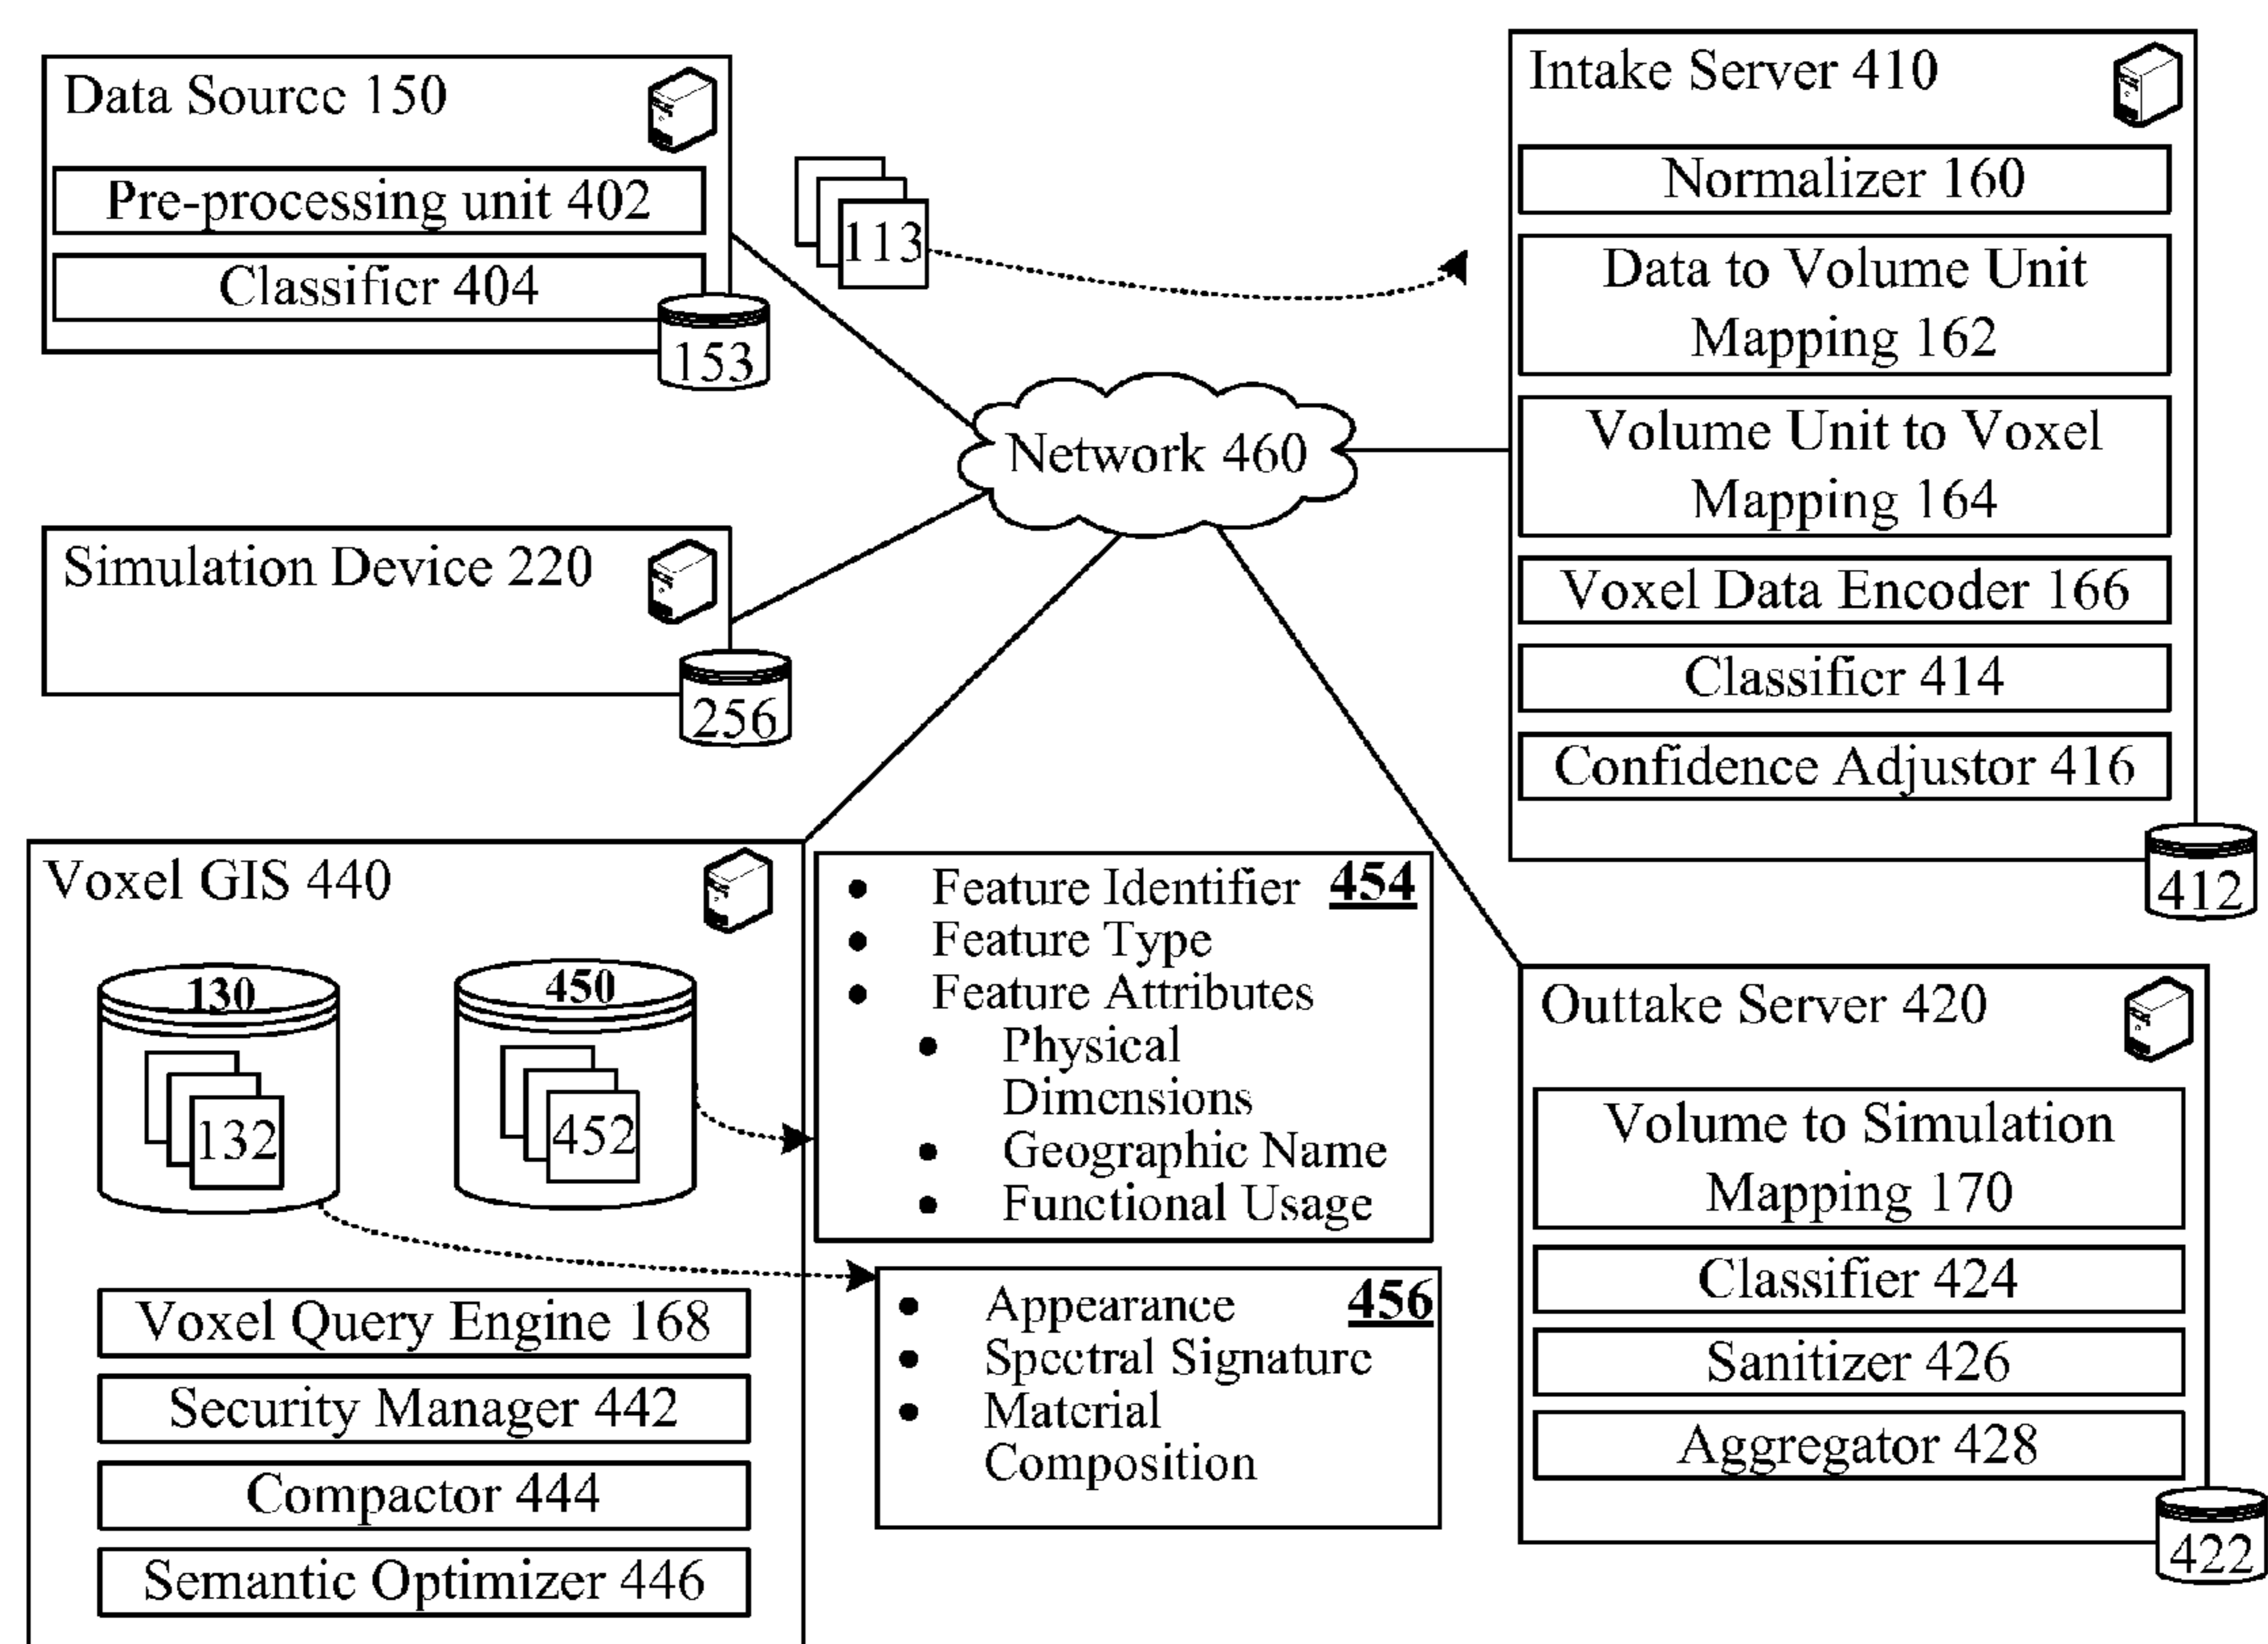 Data Source 150
Pre-processing unit 402
Classifier 404
153
113
Intake Server 410
Normalizer 160
Data to Volume Unit
Mapping 162
Volume Unit to Voxel
Mapping 164
Voxel Data Encoder 166
Classifier 414
Confidence Adjustor 416
412
Network 460
Simulation Device 220
256
Voxel GIS 440
130
132
450
452
Voxel Query Engine 168
Security Manager 442
Compactor 444
Semantic Optimizer 446
• Feature Identifier 454
• Feature Type
• Feature Attributes
• Physical
Dimensions
• Geographic Name
• Functional Usage
• Appearance 456
• Spectral Signature
• Material
Composition
Outtake Server 420
Volume to Simulation
Mapping 170
Classifier 424
Sanitizer 426
Aggregator 428
422